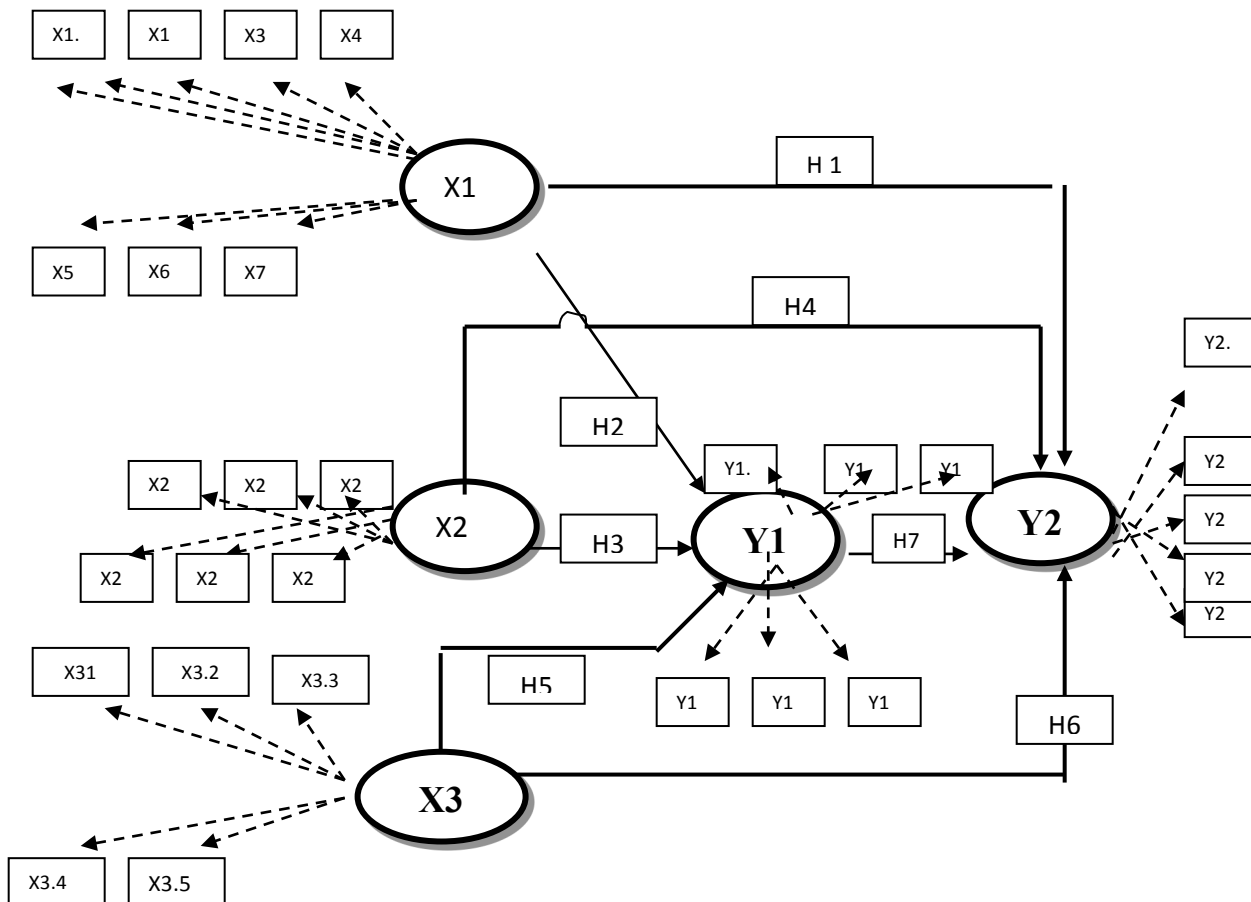 X1. X1 X3 X4
X1
H 1
X5 X6 X7
H4
Y2.
H2
Y1. Y1 Y1
Y2
X2 X2 X2
X2
H3
Y1
H7
Y2
Y2
X2 X2 X2
Y2
Y2
X31 X3.2 X3.3
H5
Y1 Y1 Y1
H6
X3
X3.4 X3.5